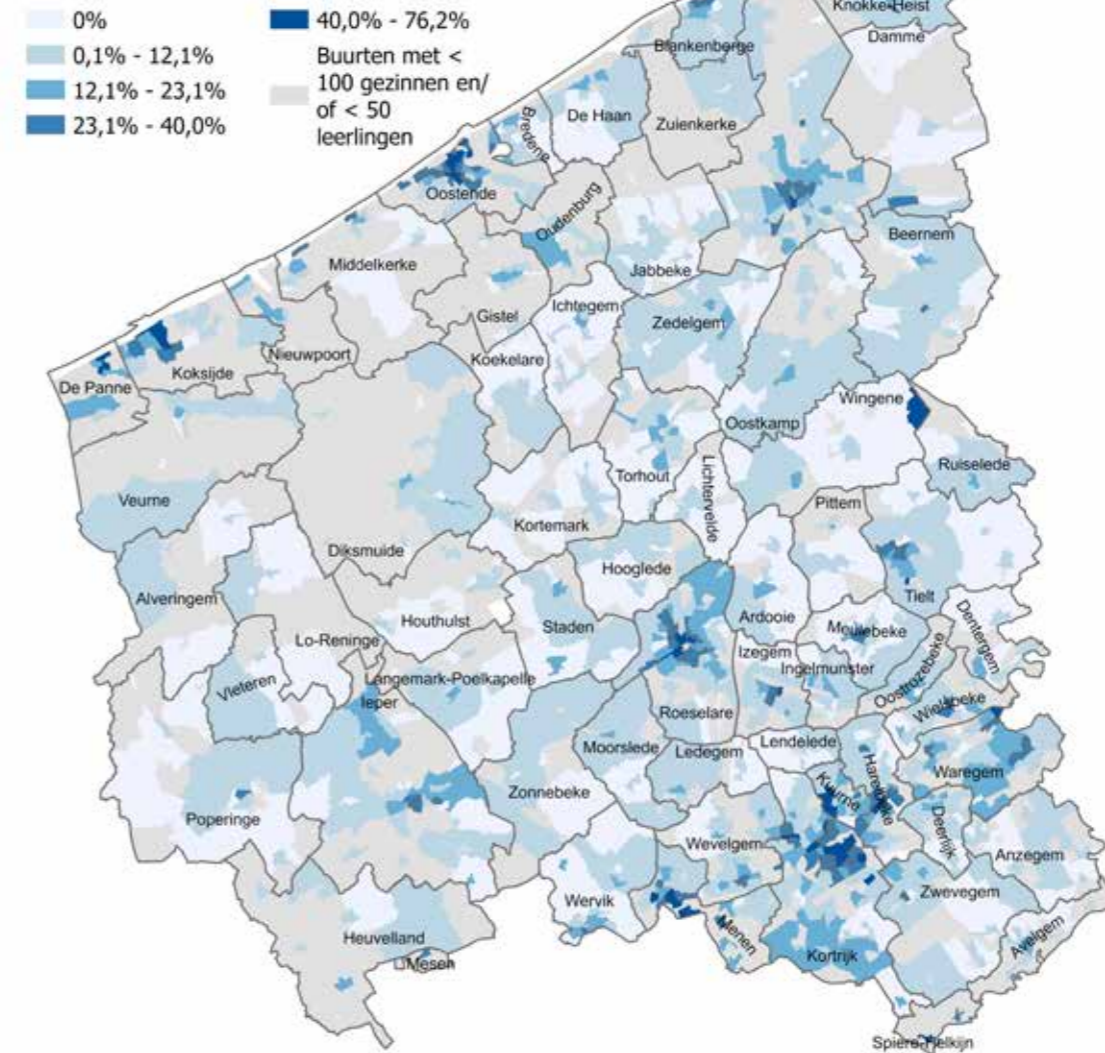 0%
0,1% - 12,1%
12,1% - 23,1%
23,1% - 40,0%
40,0% - 76,2%
Buurten met <
100 gezinnen en/
of < 50
leerlingen
Knokke-Heist
Damme
Blankenberge
De Haan
Zuienkerke
Bredene
Oostende
Oudenburg
Beernem
Middelkerke
Jabbeke
Ichtegem
Gistel
Zedelgem
Nieuwpoort
Koekelare
Koksijde
De Panne
Wingene
Oostkamp
Ruiselede
Torhout
Lichtervelde
Veurne
Pittem
Kortemark
Diksmuide
Hooglede
Alveringem
Tielt
Houthulst
Staden
Ardooie
Meulebeke
Dentergem
Lo-Reninge
Izegem
Ingelmunster
Oostrozebeke
Langemark-Poelkapelle
Vleteren
Ieper
Wielsbeke
Roeselare
Moorslede
Ledegem
Lendelede
Harelbeke
Waregem
Zonnebeke
Kuurne
Poperinge
Deerlijk
Wevelgem
Anzegem
Zwevegem
Wervik
Menen
Avelgem
Heuvelland
Kortrijk
Mesen
Spiere-Helkijn